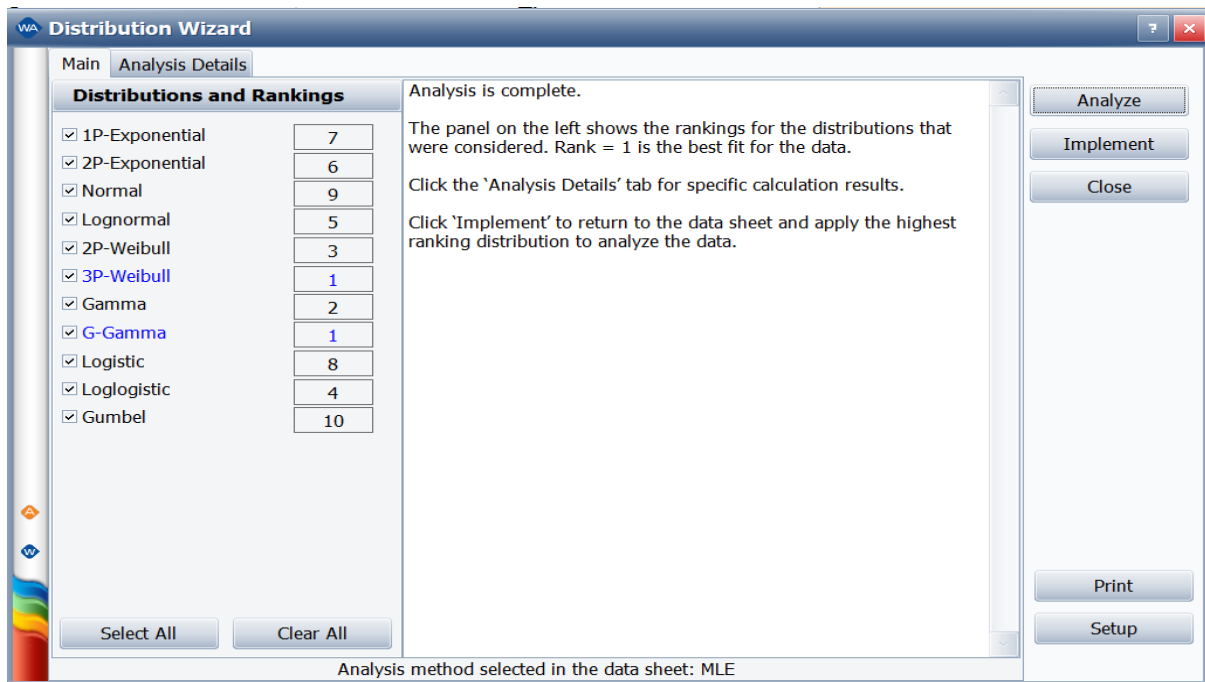 WA Distribution Wizard
? ×
Main Analysis Details
Distributions and Rankings
1P-Exponential 7
2P-Exponential 6
Normal 9
Lognormal 5
2P-Weibull 3
3P-Weibull 1
Gamma 2
G-Gamma 1
Logistic 8
Loglogistic 4
Gumbel 10
Select All Clear All
Analysis is complete.
The panel on the left shows the rankings for the distributions that
were considered. Rank = 1 is the best fit for the data.
Click the `Analysis Details' tab for specific calculation results.
Click `Implement' to return to the data sheet and apply the highest
ranking distribution to analyze the data.
Analyze
Implement
Close
Print
Setup
A
W
Analysis method selected in the data sheet: MLE